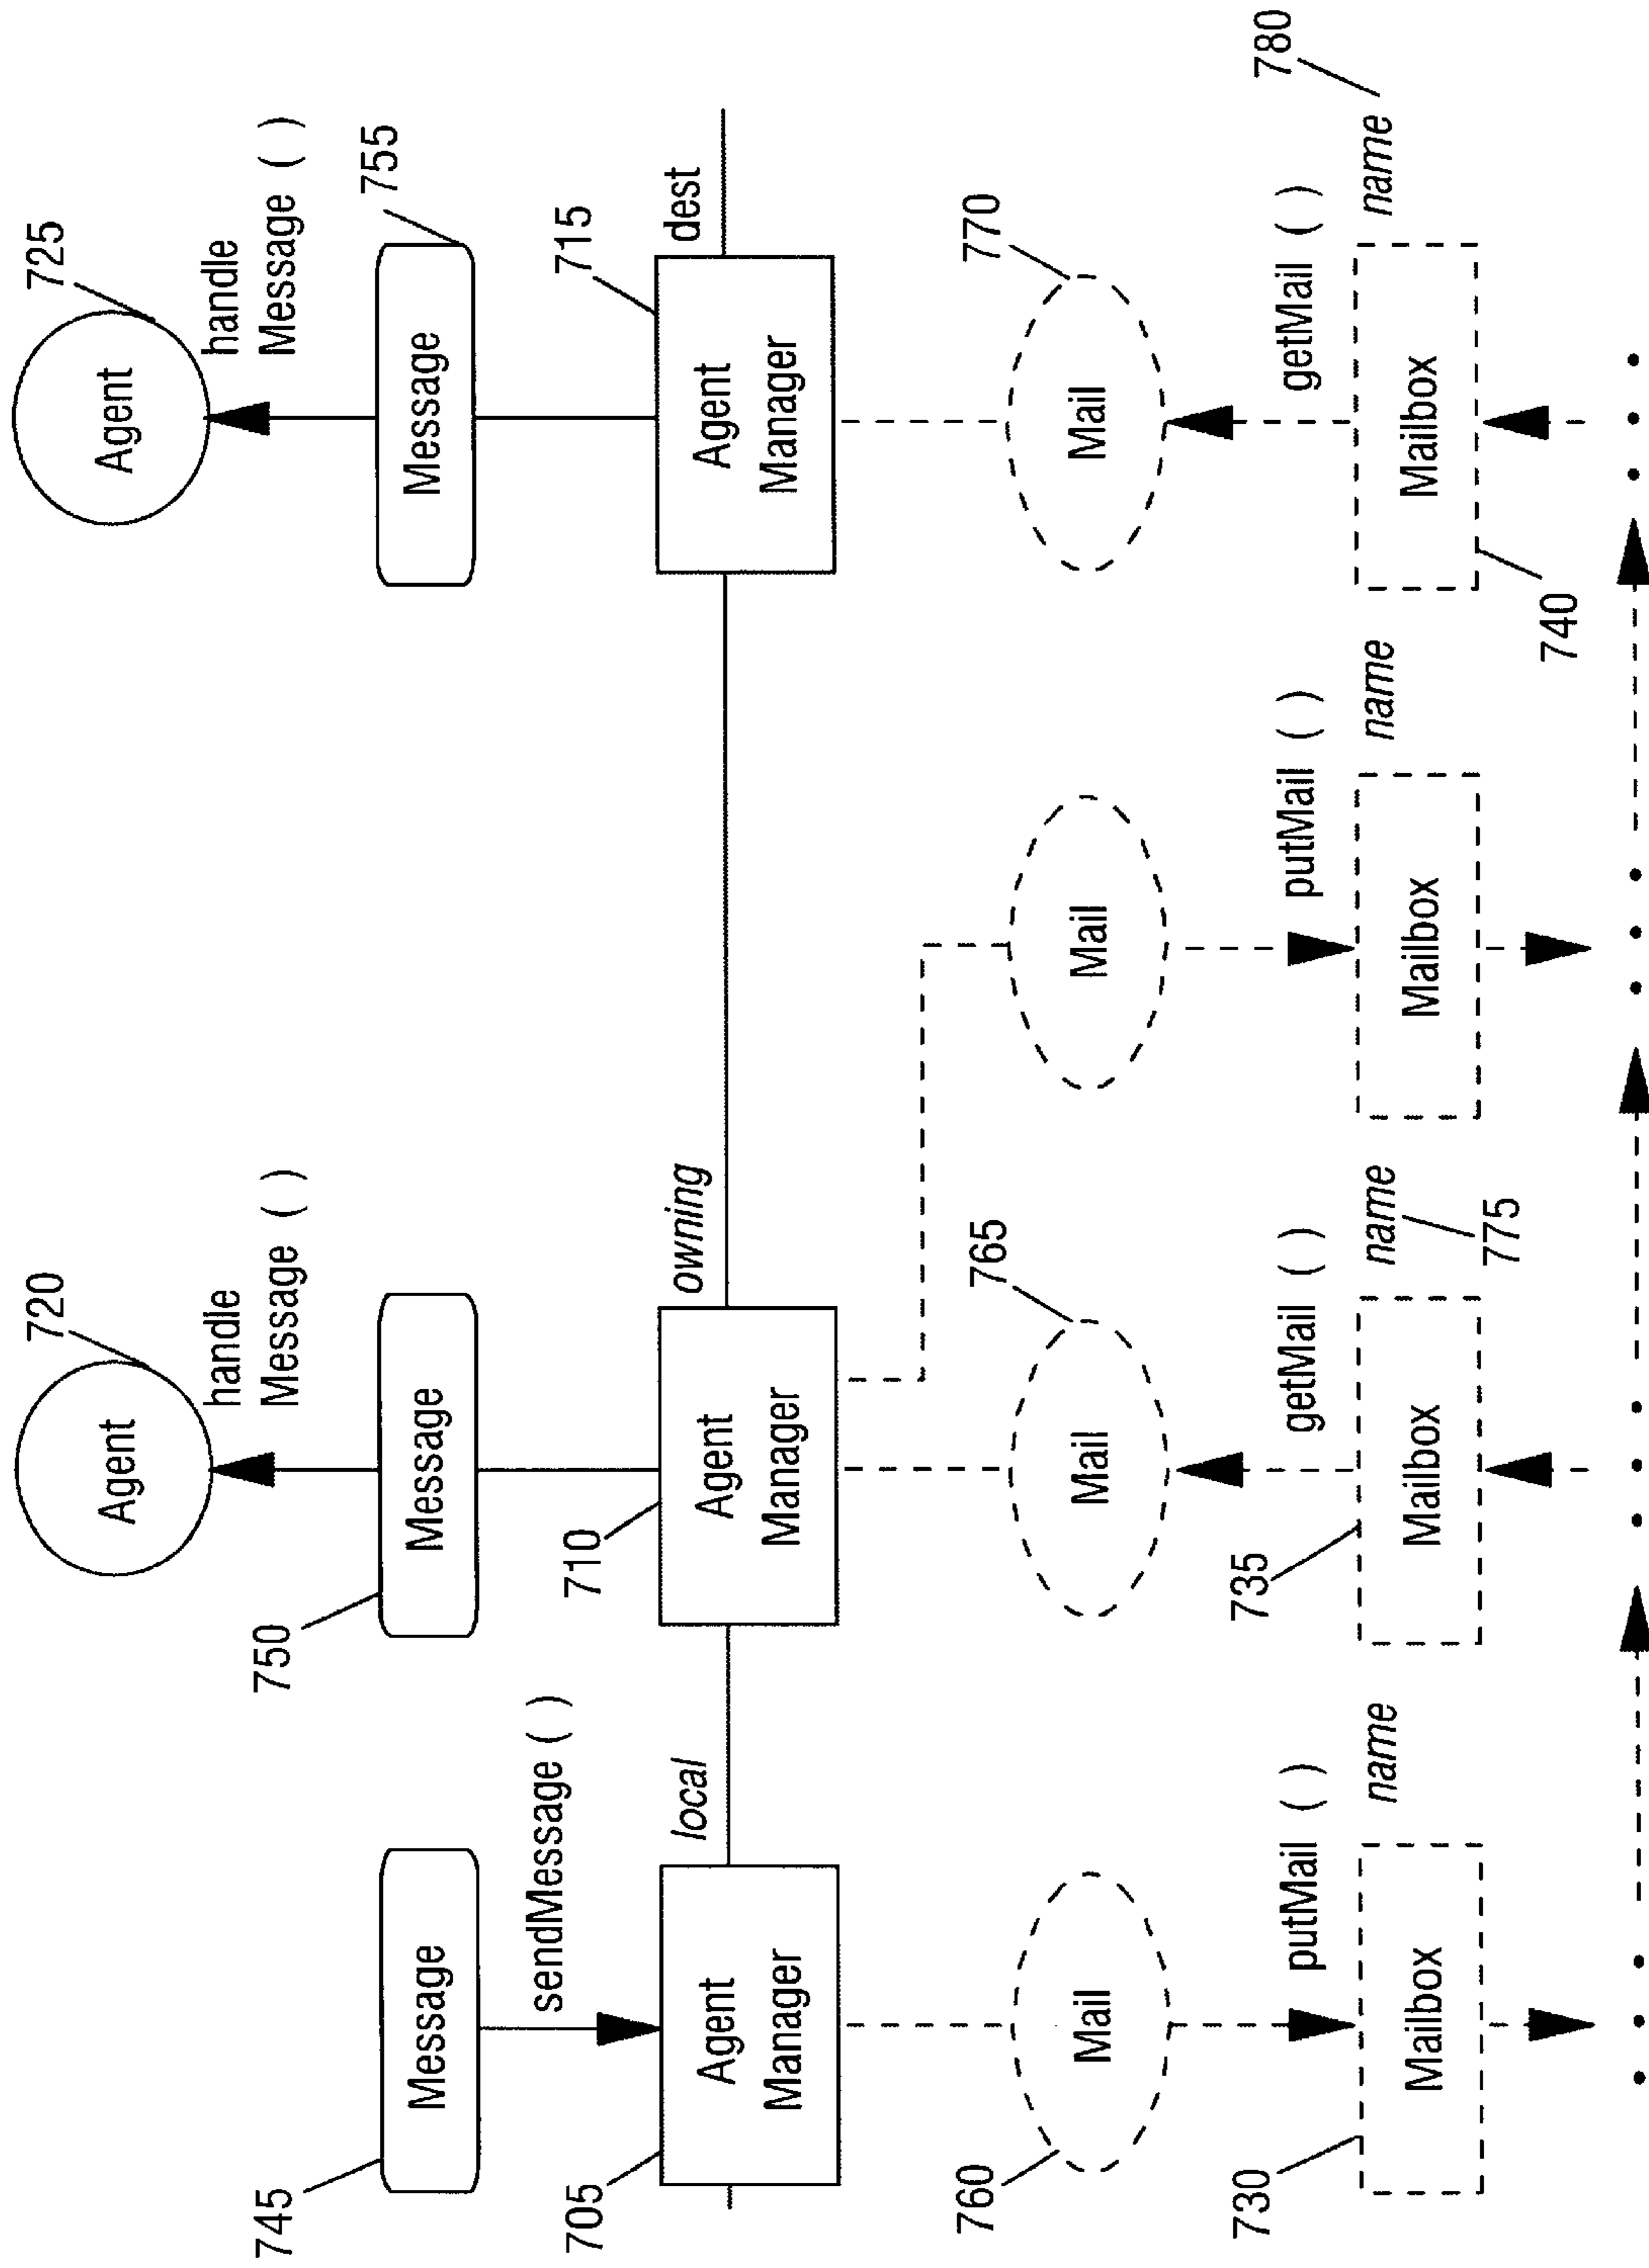 Agent
720
handle
Message ( )
Agent
725
handle
Message ( )
745
Message
sendMessage ( )
750
Message
Message
755
705
Agent
Manager
local
710
Agent
Manager
owning
715
Agent
Manager
dest
760
Mail
Mail
765
Mail
Mail
770
putMail ( )
getMail ( )
putMail ( )
getMail ( )
730
Mailbox
name
735
Mailbox
name
775
Mailbox
name
740
Mailbox
name
780